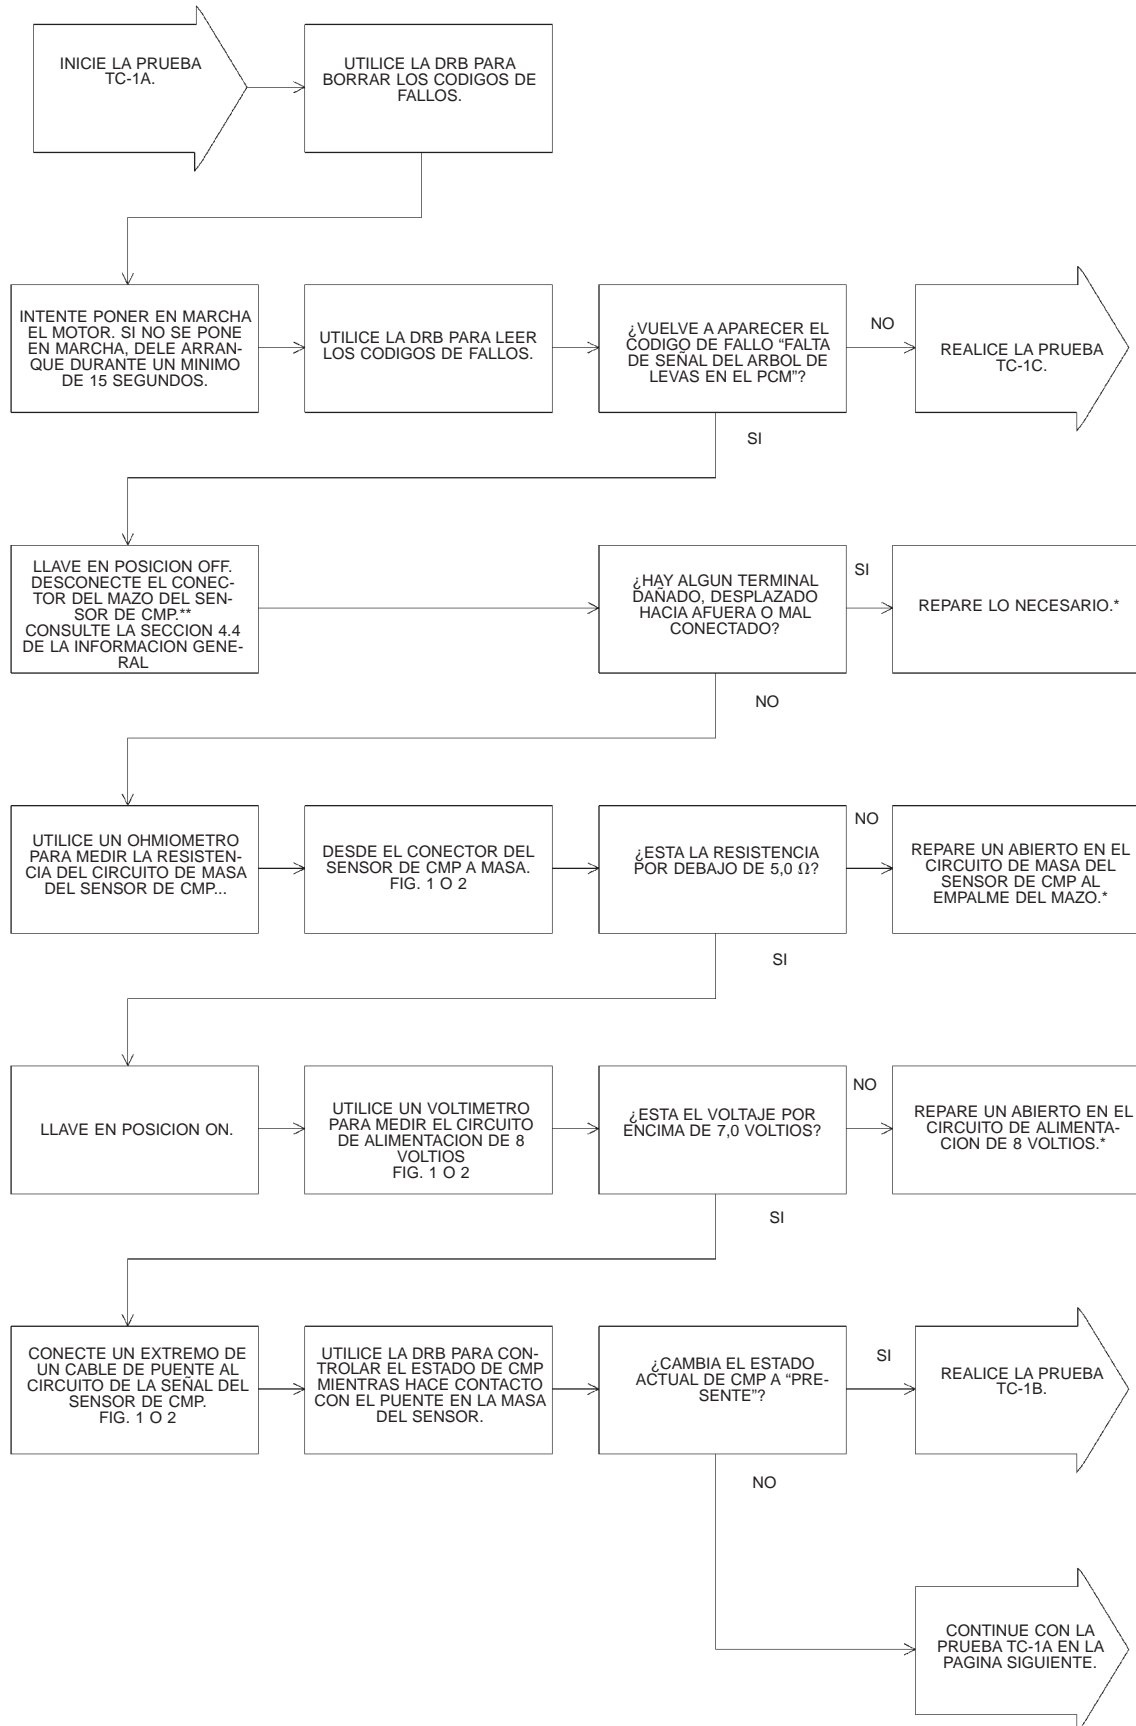 INICIE LA PRUEBA
TC-1A.
UTILICE LA DRB PARA
BORRAR LOS CODIGOS DE
FALLOS.
INTENTE PONER EN MARCHA
EL MOTOR. SI NO SE PONE
EN MARCHA, DELE ARRAN-
QUE DURANTE UN MINIMO
DE 15 SEGUNDOS.
UTILICE LA DRB PARA LEER
LOS CODIGOS DE FALLOS.
¿VUELVE A APARECER EL
CODIGO DE FALLO “FALTA
DE SEÑAL DEL ARBOL DE
LEVAS EN EL PCM”?
NO
REALICE LA PRUEBA
TC-1C.
SI
LLAVE EN POSICION OFF.
DESCONECTE EL CONEC-
TOR DEL MAZO DEL SEN-
SOR DE CMP.**
CONSULTE LA SECCION 4.4
DE LA INFORMACION GENE-
RAL
¿HAY ALGUN TERMINAL
DAÑADO, DESPLAZADO
HACIA AFUERA O MAL
CONECTADO?
SI
REPARE LO NECESARIO.*
NO
UTILICE UN OHMIOMETRO
PARA MEDIR LA RESISTEN-
CIA DEL CIRCUITO DE MASA
DEL SENSOR DE CMP...
DESDE EL CONECTOR DEL
SENSOR DE CMP A MASA.
FIG. 1 O 2
¿ESTA LA RESISTENCIA
POR DEBAJO DE 5,0 Ω?
NO
REPARE UN ABIERTO EN EL
CIRCUITO DE MASA DEL
SENSOR DE CMP AL
EMPALME DEL MAZO.*
SI
LLAVE EN POSICION ON.
UTILICE UN VOLTIMETRO
PARA MEDIR EL CIRCUITO
DE ALIMENTACION DE 8
VOLTIOS
FIG. 1 O 2
¿ESTA EL VOLTAJE POR
ENCIMA DE 7,0 VOLTIOS?
NO
REPARE UN ABIERTO EN EL
CIRCUITO DE ALIMENTA-
CION DE 8 VOLTIOS.*
SI
CONECTE UN EXTREMO DE
UN CABLE DE PUENTE AL
CIRCUITO DE LA SEÑAL DEL
SENSOR DE CMP.
FIG. 1 O 2
UTILICE LA DRB PARA CON-
TROLAR EL ESTADO DE CMP
MIENTRAS HACE CONTACTO
CON EL PUENTE EN LA MASA
DEL SENSOR.
¿CAMBIA EL ESTADO
ACTUAL DE CMP A “PRE-
SENTE”?
SI
REALICE LA PRUEBA
TC-1B.
NO
CONTINUE CON LA
PRUEBA TC-1A EN LA
PAGINA SIGUIENTE.